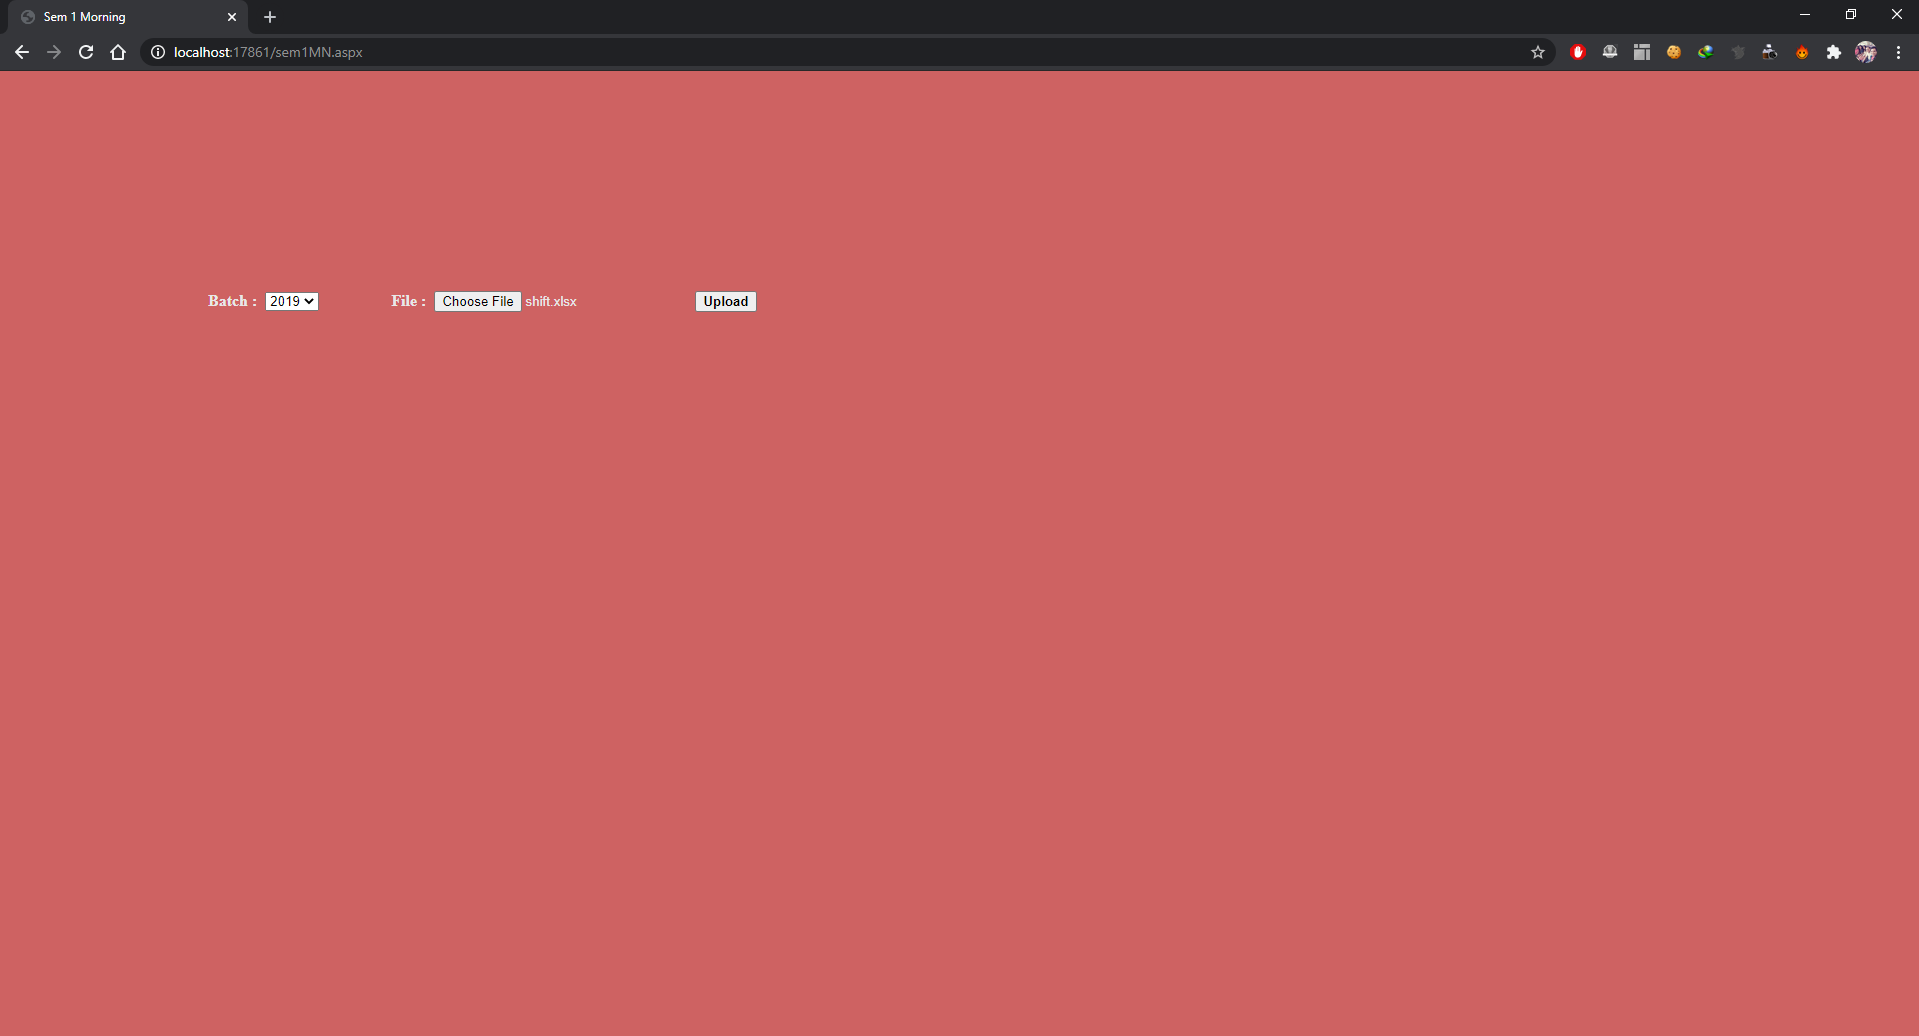 Sem 1 Morning
localhost:17861/sem1MN.aspx
Batch : 2019 File : Choose File shift.xlsx Upload